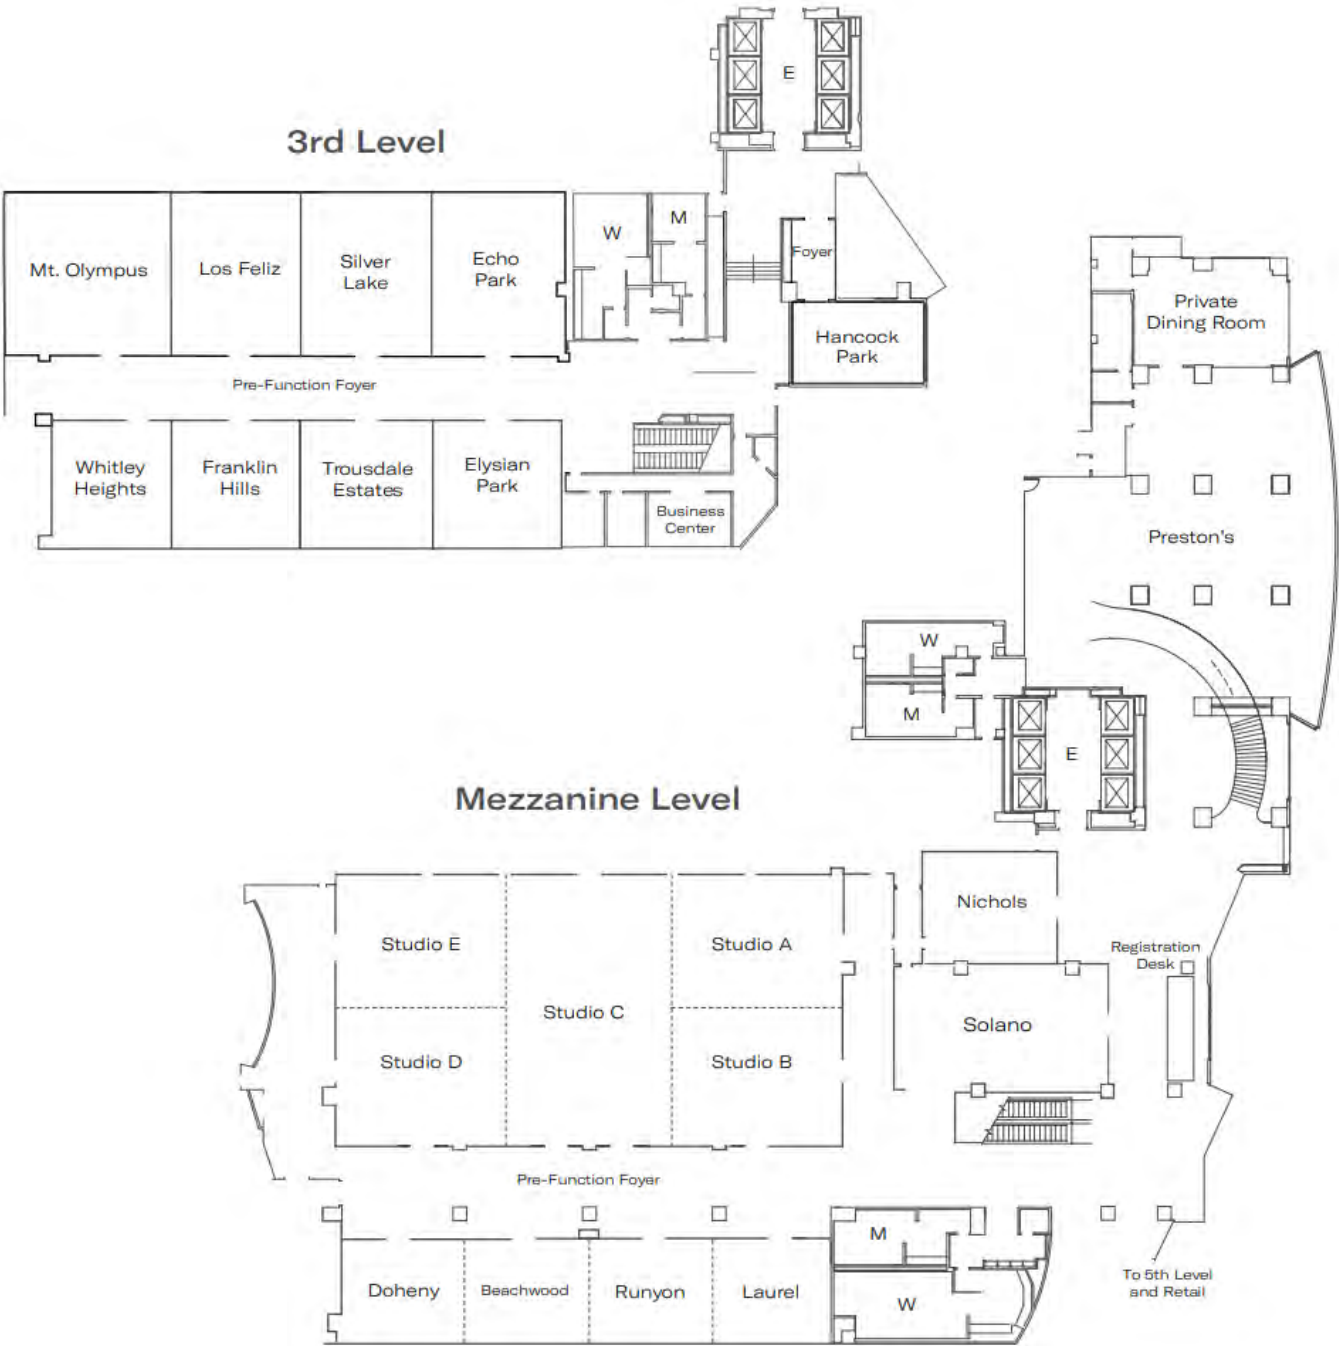 E
3rd Level
W
M
Mt. Olympus
Los Feliz
Silver
Lake
Echo
Park
Foyer
Hancock
Park
Private
Dining Room
Pre-Function Foyer
Whitley
Heights
Franklin
Hills
Trousdale
Estates
Elysian
Park
Business
Center
Preston's
W
M
E
Mezzanine Level
Nichols
Studio E
Studio A
Registration
Desk
Studio C
Solano
Studio D
Studio B
Pre-Function Foyer
M
Doheny
Beachwood
Runyon
Laurel
W
To 5th Level
and Retail